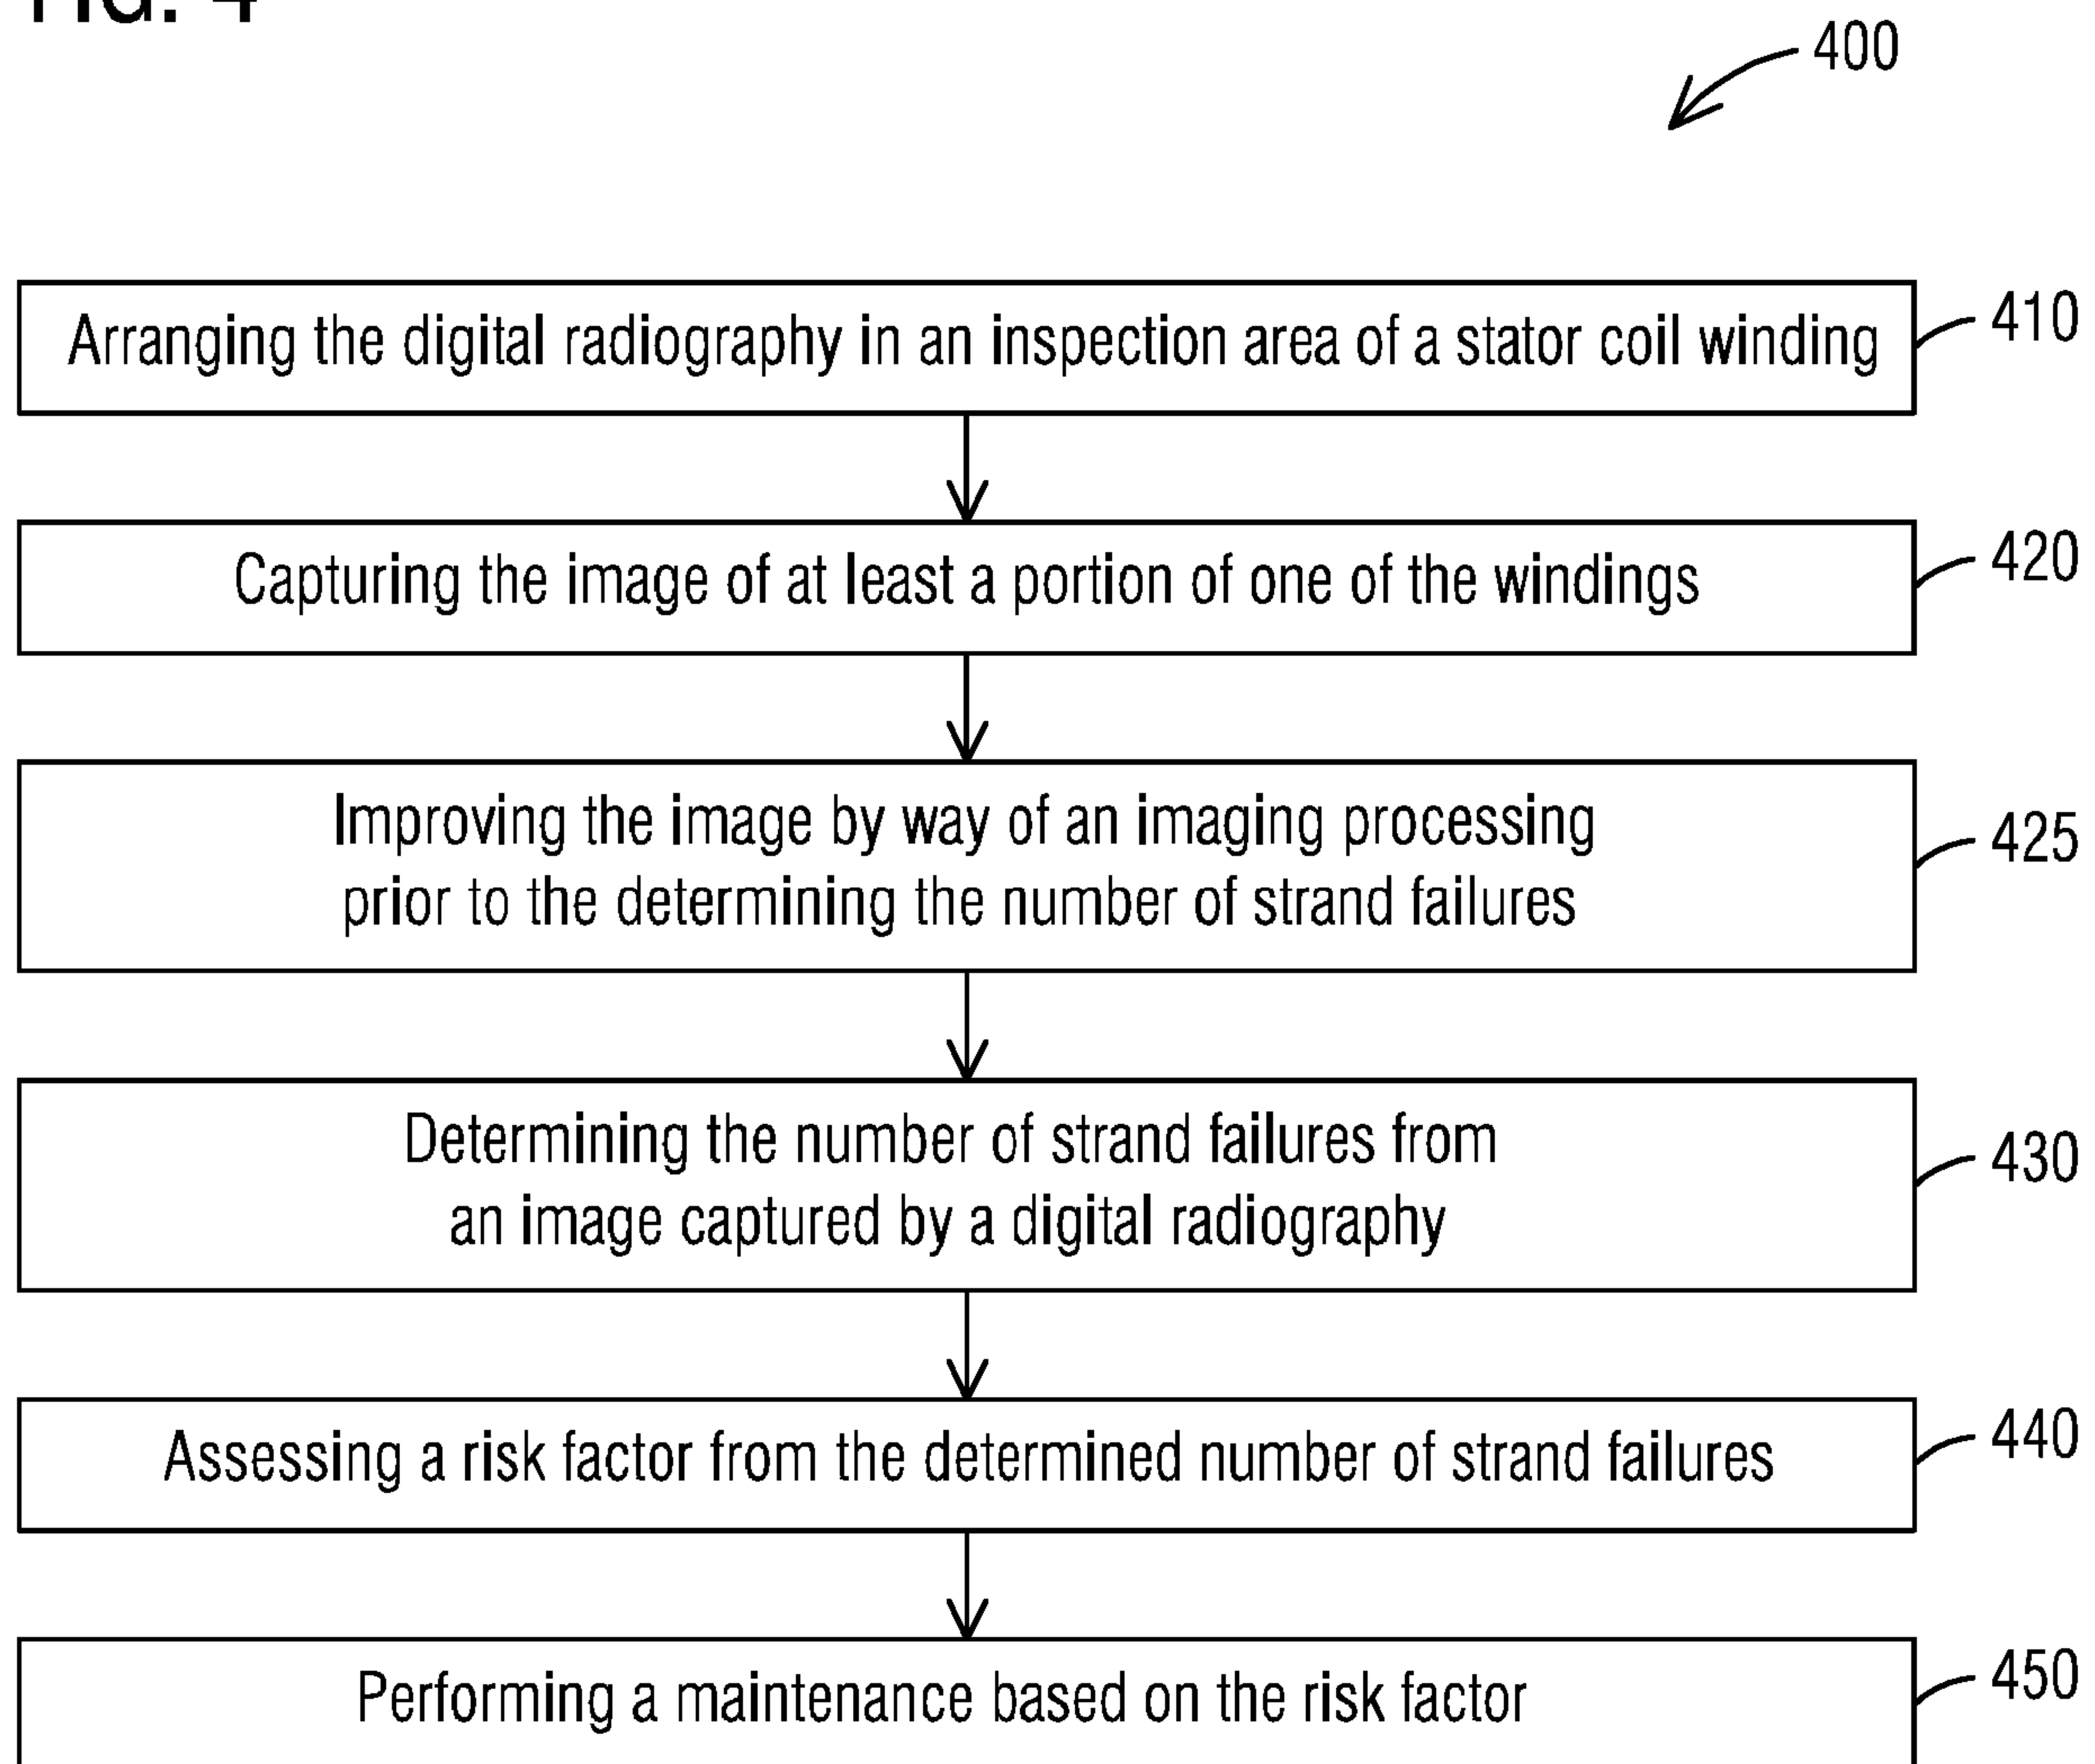 FIG. 4
400
Arranging the digital radiography in an inspection area of a stator coil winding
410
Capturing the image of at least a portion of one of the windings
420
Improving the image by way of an imaging processing
prior to the determining the number of strand failures
425
Determining the number of strand failures from
an image captured by a digital radiography
430
Assessing a risk factor from the determined number of strand failures
440
Performing a maintenance based on the risk factor
450